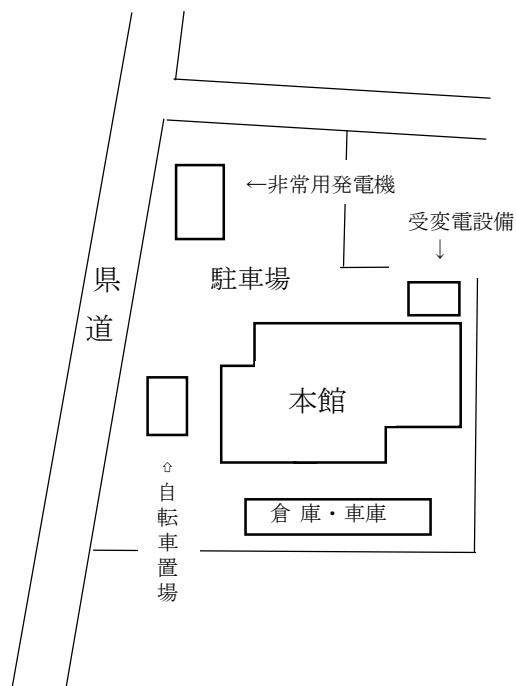 ←非常用発電機
受変電設備
↓
駐車場
県道
本館
⇧
自転車置場
倉庫・車庫